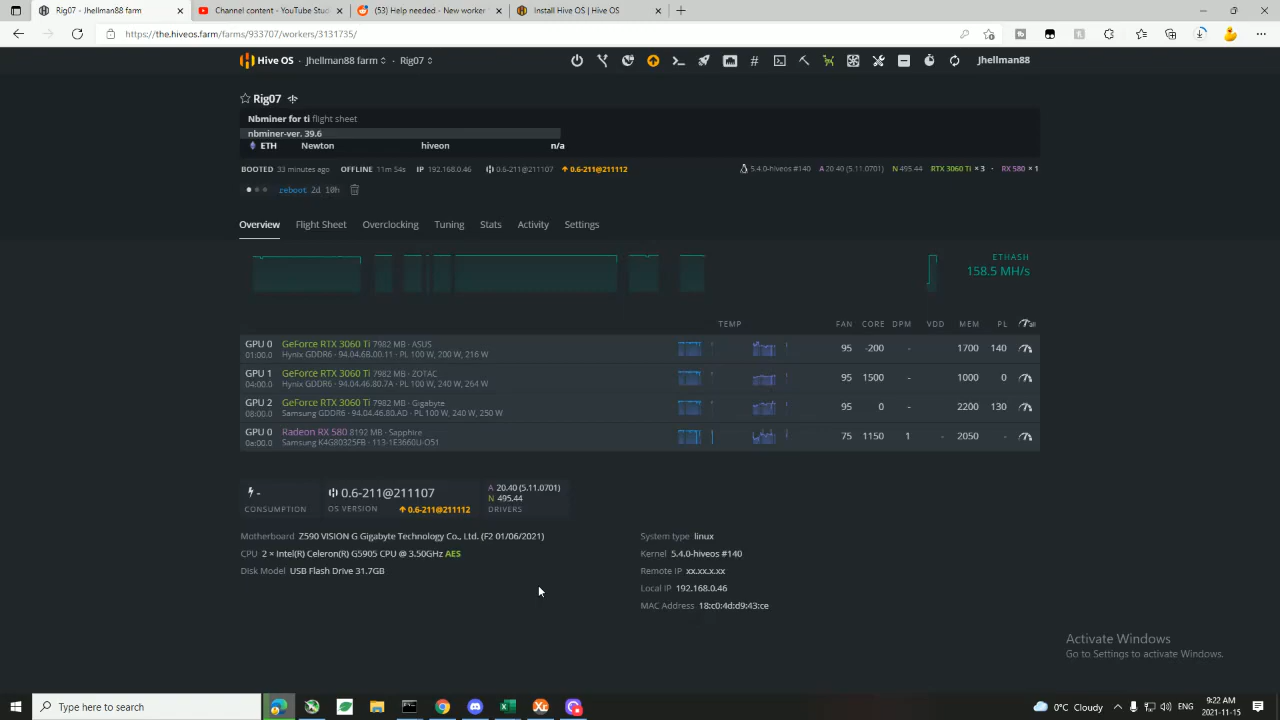 Rig07 - Jhellman88 farm
Channel content - YouTube Stud
(53) Help needed - New worker
Install Hive OS | Hive OS
https://the.hiveos.farm/farms/933707/workers/3131735/
Hive OS · Jhellman88 farm · Rig07
Jhellman88
Rig07
Nbminer for ti flight sheet
nbminer-ver. 39.6
ETH Newton hiveon n/a
BOOTED 33 minutes ago OFFLINE 11m 54s IP 192.168.0.46 0.6-211@211107 0.6-211@211112 5.4.0-hiveos #140 A 20.40 (5.11.0701) N 495.44 RTX 3060 Ti × 3 · RX 580 × 1
reboot 2d 10h
Overview Flight Sheet Overclocking Tuning Stats Activity Settings
ETHASH
158.5 MH/s
TEMP FAN CORE DPM VDD MEM PL all
GPU 0 GeForce RTX 3060 Ti 7982 MB · ASUS
01:00.0 Hynix GDDR6 · 94.04.6B.00.11 · PL 100 W, 200 W, 216 W
95 -200 - 1700 140
GPU 1 GeForce RTX 3060 Ti 7982 MB · ZOTAC
04:00.0 Hynix GDDR6 · 94.04.46.80.7A · PL 100 W, 240 W, 264 W
95 1500 - 1000 0
GPU 2 GeForce RTX 3060 Ti 7982 MB · Gigabyte
08:00.0 Samsung GDDR6 · 94.04.46.80.AD · PL 100 W, 240 W, 250 W
95 0 - 2200 130
GPU 0 Radeon RX 580 8192 MB · Sapphire
0a:00.0 Samsung K4G80325FB · 113-1E3660U-O51
75 1150 1 - 2050 -
- CONSUMPTION
0.6-211@211107
OS VERSION 0.6-211@211112
A 20.40 (5.11.0701)
N 495.44
DRIVERS
Motherboard Z590 VISION G Gigabyte Technology Co., Ltd. (F2 01/06/2021)
CPU 2 × Intel(R) Celeron(R) G5905 CPU @ 3.50GHz AES
Disk Model USB Flash Drive 31.7GB
System type linux
Kernel 5.4.0-hiveos #140
Remote IP xx.xx.x.xx
Local IP 192.168.0.46
MAC Address 18:c0:4d:d9:43:ce
Activate Windows
Go to Settings to activate Windows.
Type here to search
0°C Cloudy
ENG
9:22 AM
2021-11-15